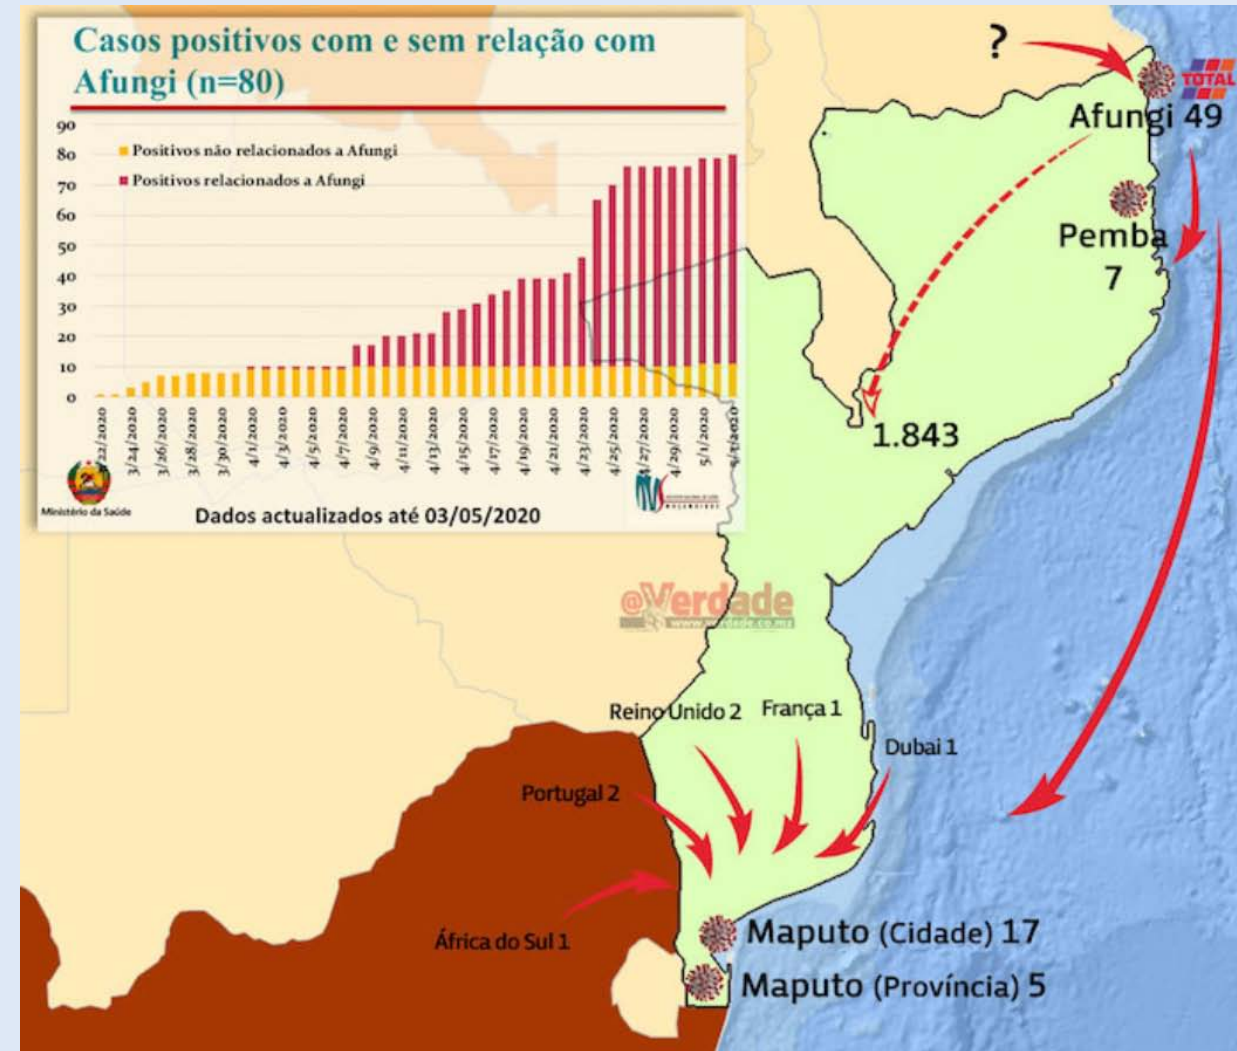 Casos positivos com e sem relação com
Afungi (n=80)
90
80
70
60
50
40
30
20
10
0
Positivos não relacionados a Afungi
Positivos relacionados a Afungi
3/24/2020
3/26/2020
3/28/2020
3/30/2020
4/1/2020
4/3/2020
4/5/2020
4/7/2020
4/9/2020
4/11/2020
4/13/2020
4/15/2020
4/17/2020
4/19/2020
4/21/2020
4/23/2020
4/25/2020
4/27/2020
4/29/2020
5/1/2020
Ministério da Saúde
Dados actualizados até 03/05/2020
?
TOTAL
Afungi 49
Pemba
7
1.843
@Verdade
www.verdade.co.mz
Reino Unido 2
França 1
Dubai 1
Portugal 2
África do Sul 1
Maputo (Cidade) 17
Maputo (Província) 5